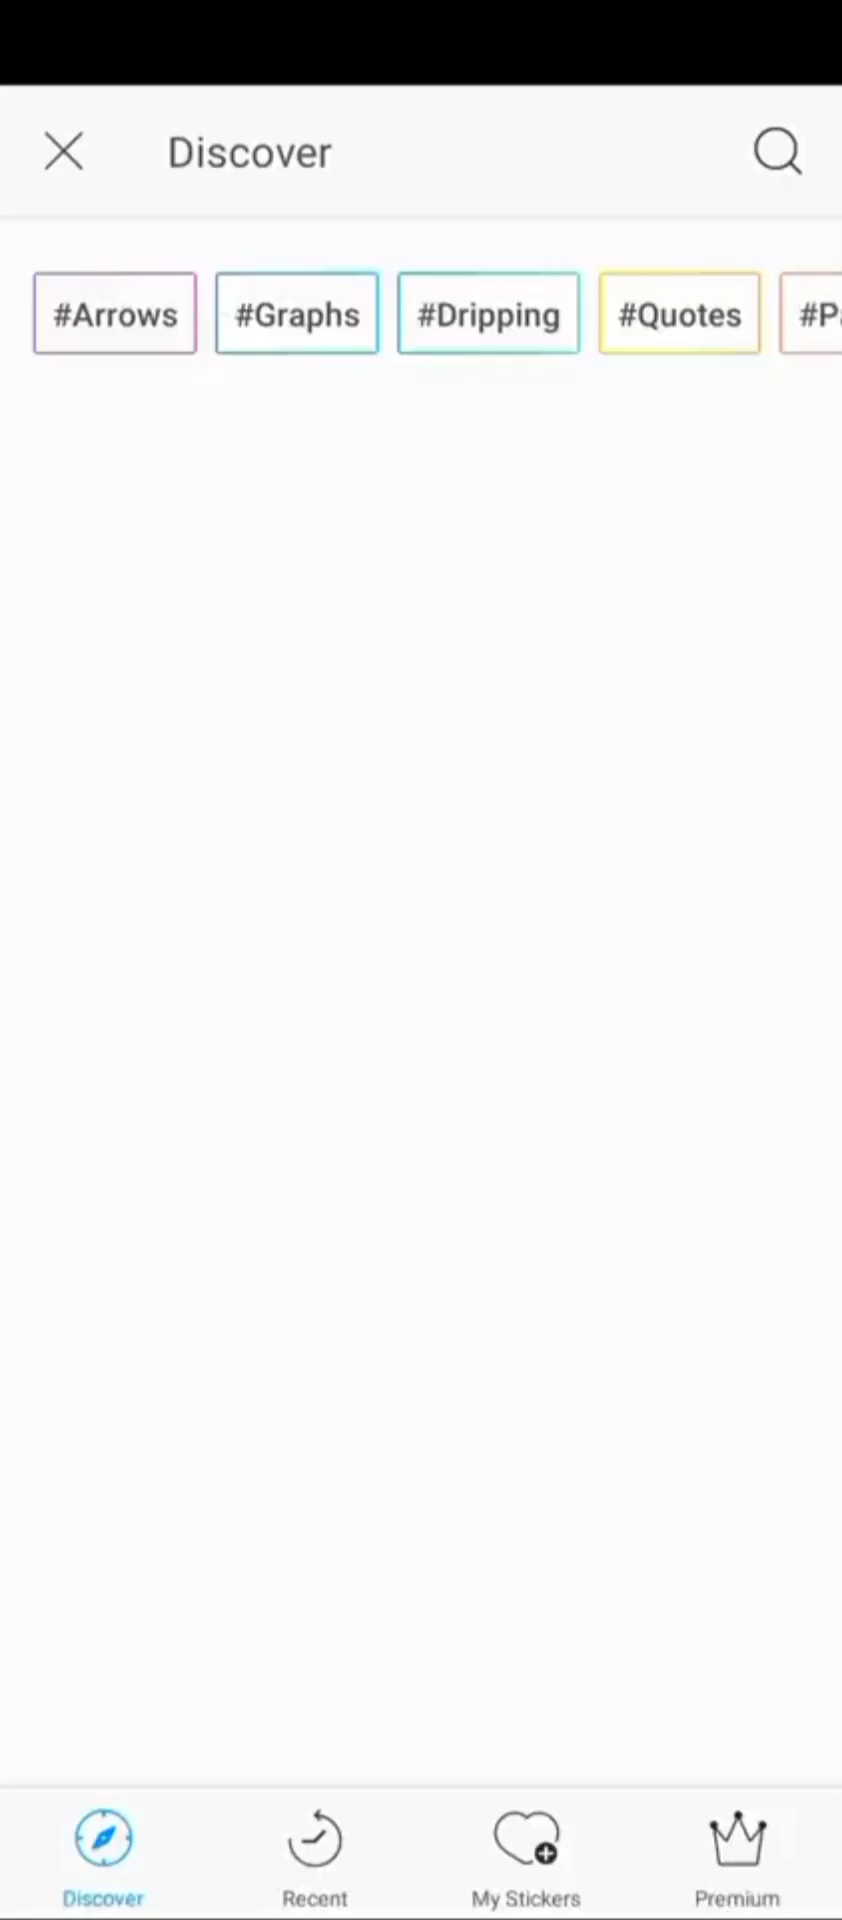 Discover
#Arrows #Graphs #Dripping #Quotes
Discover Recent My Stickers Premium